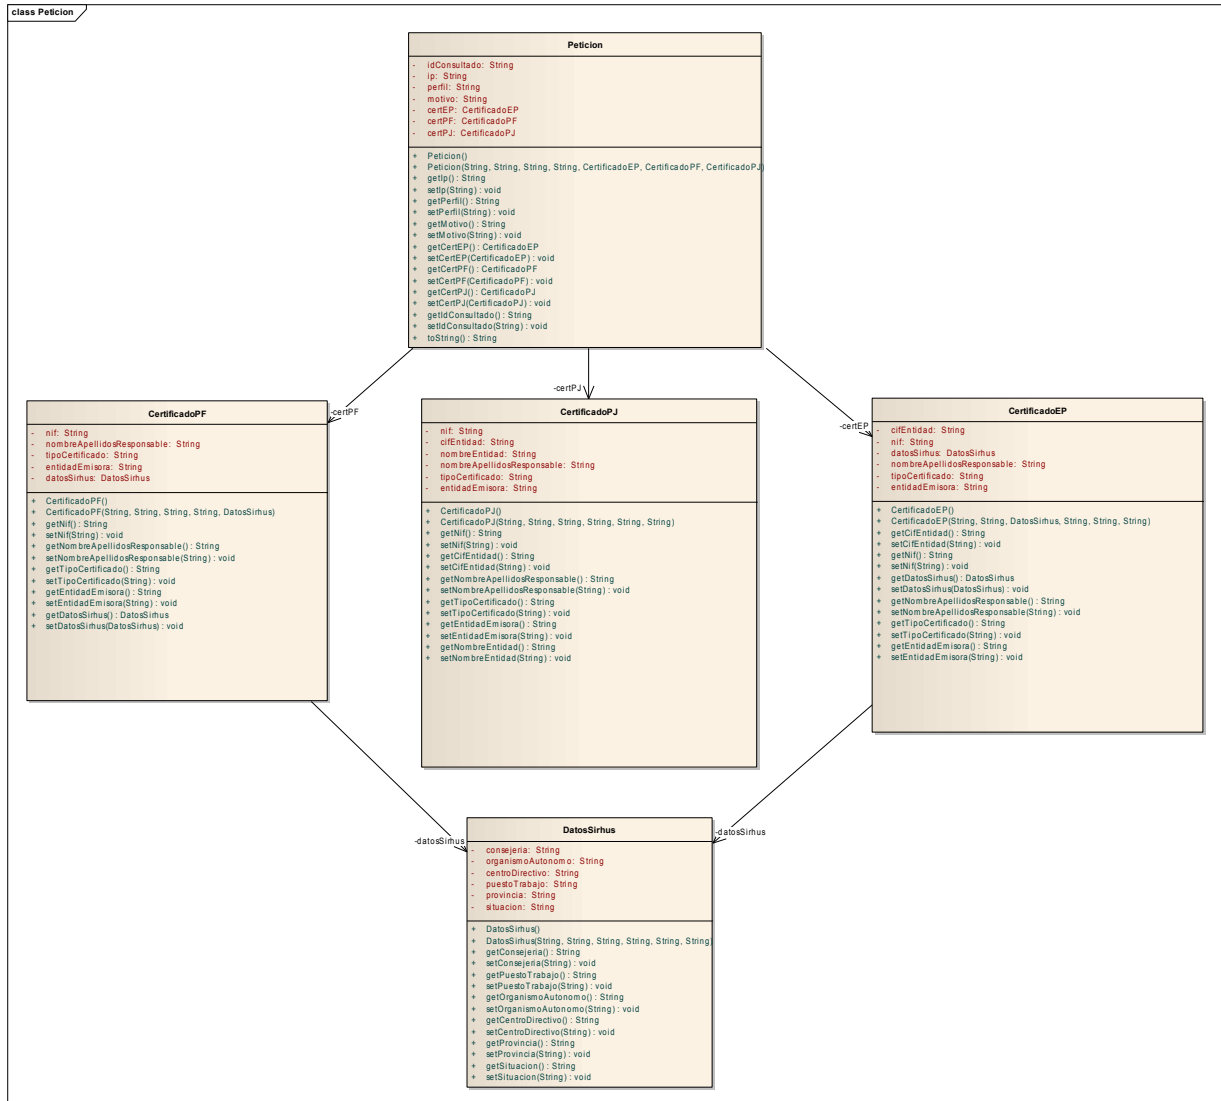 class Peticion
Peticion
- idConsultado: String
- ip: String
- perfil: String
- motivo: String
- certEP: CertificadoEP
- certPF: CertificadoPF
- certPJ: CertificadoPJ
+ Peticion()
+ Peticion(String, String, String, String, CertificadoEP, CertificadoPF, CertificadoPJ)
+ getIp() : String
+ setIp(String) : void
+ getPerfil() : String
+ setPerfil(String) : void
+ getMotivo() : String
+ setMotivo(String) : void
+ getCertEP() : CertificadoEP
+ setCertEP(CertificadoEP) : void
+ getCertPF() : CertificadoPF
+ setCertPF(CertificadoPF) : void
+ getCertPJ() : CertificadoPJ
+ setCertPJ(CertificadoPJ) : void
+ getIdConsultado() : String
+ setIdConsultado(String) : void
+ toString() : String
-certPF
-certPJ
-certEP
CertificadoPF
- nif: String
- nombreApellidosResponsable: String
- tipoCertificado: String
- entidadEmisora: String
- datosSirhus: DatosSirhus
+ CertificadoPF()
+ CertificadoPF(String, String, String, String, DatosSirhus)
+ getNif() : String
+ setNif(String) : void
+ getNombreApellidosResponsable() : String
+ setNombreApellidosResponsable(String) : void
+ getTipoCertificado() : String
+ setTipoCertificado(String) : void
+ getEntidadEmisora() : String
+ setEntidadEmisora(String) : void
+ getDatosSirhus() : DatosSirhus
+ setDatosSirhus(DatosSirhus) : void
CertificadoPJ
- nif: String
- cifEntidad: String
- nombreEntidad: String
- nombreApellidosResponsable: String
- tipoCertificado: String
- entidadEmisora: String
+ CertificadoPJ()
+ CertificadoPJ(String, String, String, String, String, String)
+ getNif() : String
+ setNif(String) : void
+ getCifEntidad() : String
+ setCifEntidad(String) : void
+ getNombreApellidosResponsable() : String
+ setNombreApellidosResponsable(String) : void
+ getTipoCertificado() : String
+ setTipoCertificado(String) : void
+ getEntidadEmisora() : String
+ setEntidadEmisora(String) : void
+ getNombreEntidad() : String
+ setNombreEntidad(String) : void
CertificadoEP
- cifEntidad: String
- nif: String
- datosSirhus: DatosSirhus
- nombreApellidosResponsable: String
- tipoCertificado: String
- entidadEmisora: String
+ CertificadoEP()
+ CertificadoEP(String, String, DatosSirhus, String, String, String)
+ getCifEntidad() : String
+ setCifEntidad(String) : void
+ getNif() : String
+ setNif(String) : void
+ getDatosSirhus() : DatosSirhus
+ setDatosSirhus(DatosSirhus) : void
+ getNombreApellidosResponsable() : String
+ setNombreApellidosResponsable(String) : void
+ getTipoCertificado() : String
+ setTipoCertificado(String) : void
+ getEntidadEmisora() : String
+ setEntidadEmisora(String) : void
-datosSirhus
-datosSirhus
DatosSirhus
- consejeria: String
- organismoAutonomo: String
- centroDirectivo: String
- puestoTrabajo: String
- provincia: String
- situacion: String
+ DatosSirhus()
+ DatosSirhus(String, String, String, String, String, String)
+ getConsejeria() : String
+ setConsejeria(String) : void
+ getPuestoTrabajo() : String
+ setPuestoTrabajo(String) : void
+ getOrganismoAutonomo() : String
+ setOrganismoAutonomo(String) : void
+ getCentroDirectivo() : String
+ setCentroDirectivo(String) : void
+ getProvincia() : String
+ setProvincia(String) : void
+ getSituacion() : String
+ setSituacion(String) : void